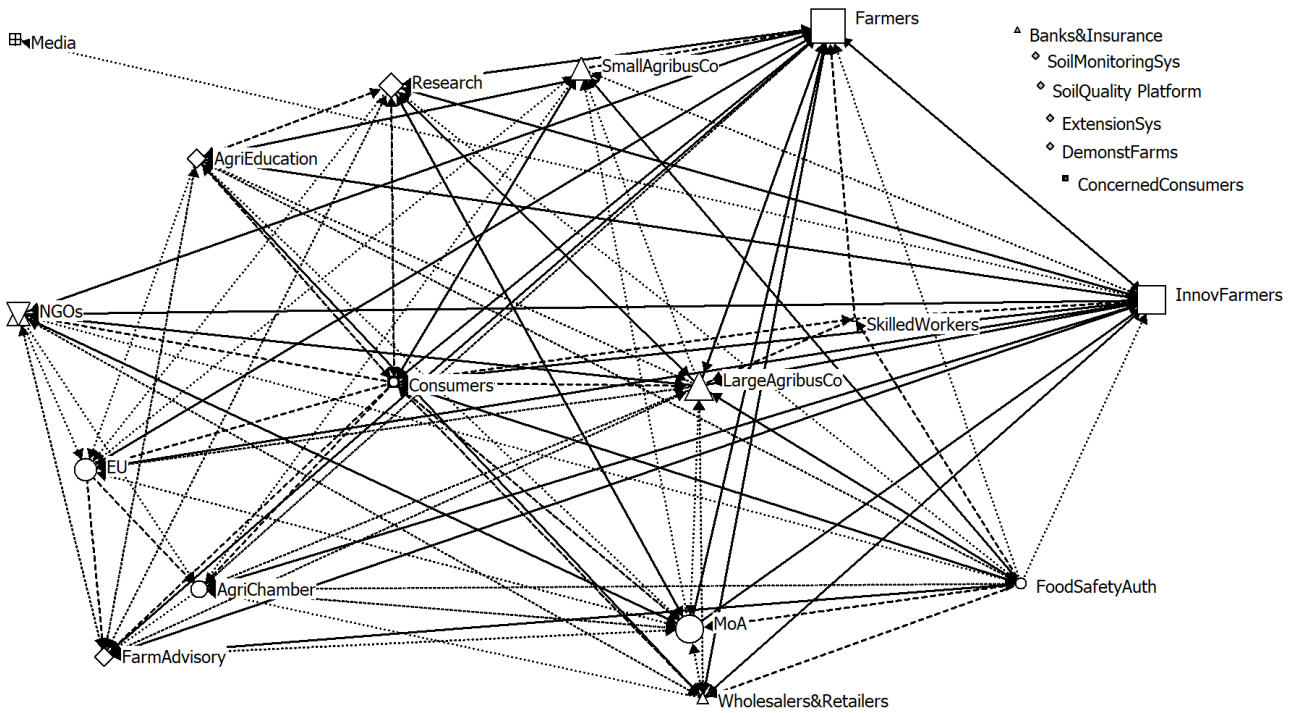 Farmers
Banks&Insurance
Media
SoilMonitoringSys
SmallAgribusCo
Research
SoilQuality Platform
ExtensionSys
DemonstFarms
AgriEducation
ConcernedConsumers
InnovFarmers
NGOs
SkilledWorkers
LargeAgribusCo
Consumers
EU
FoodSafetyAuth
AgriChamber
MoA
FarmAdvisory
Wholesalers&Retailers